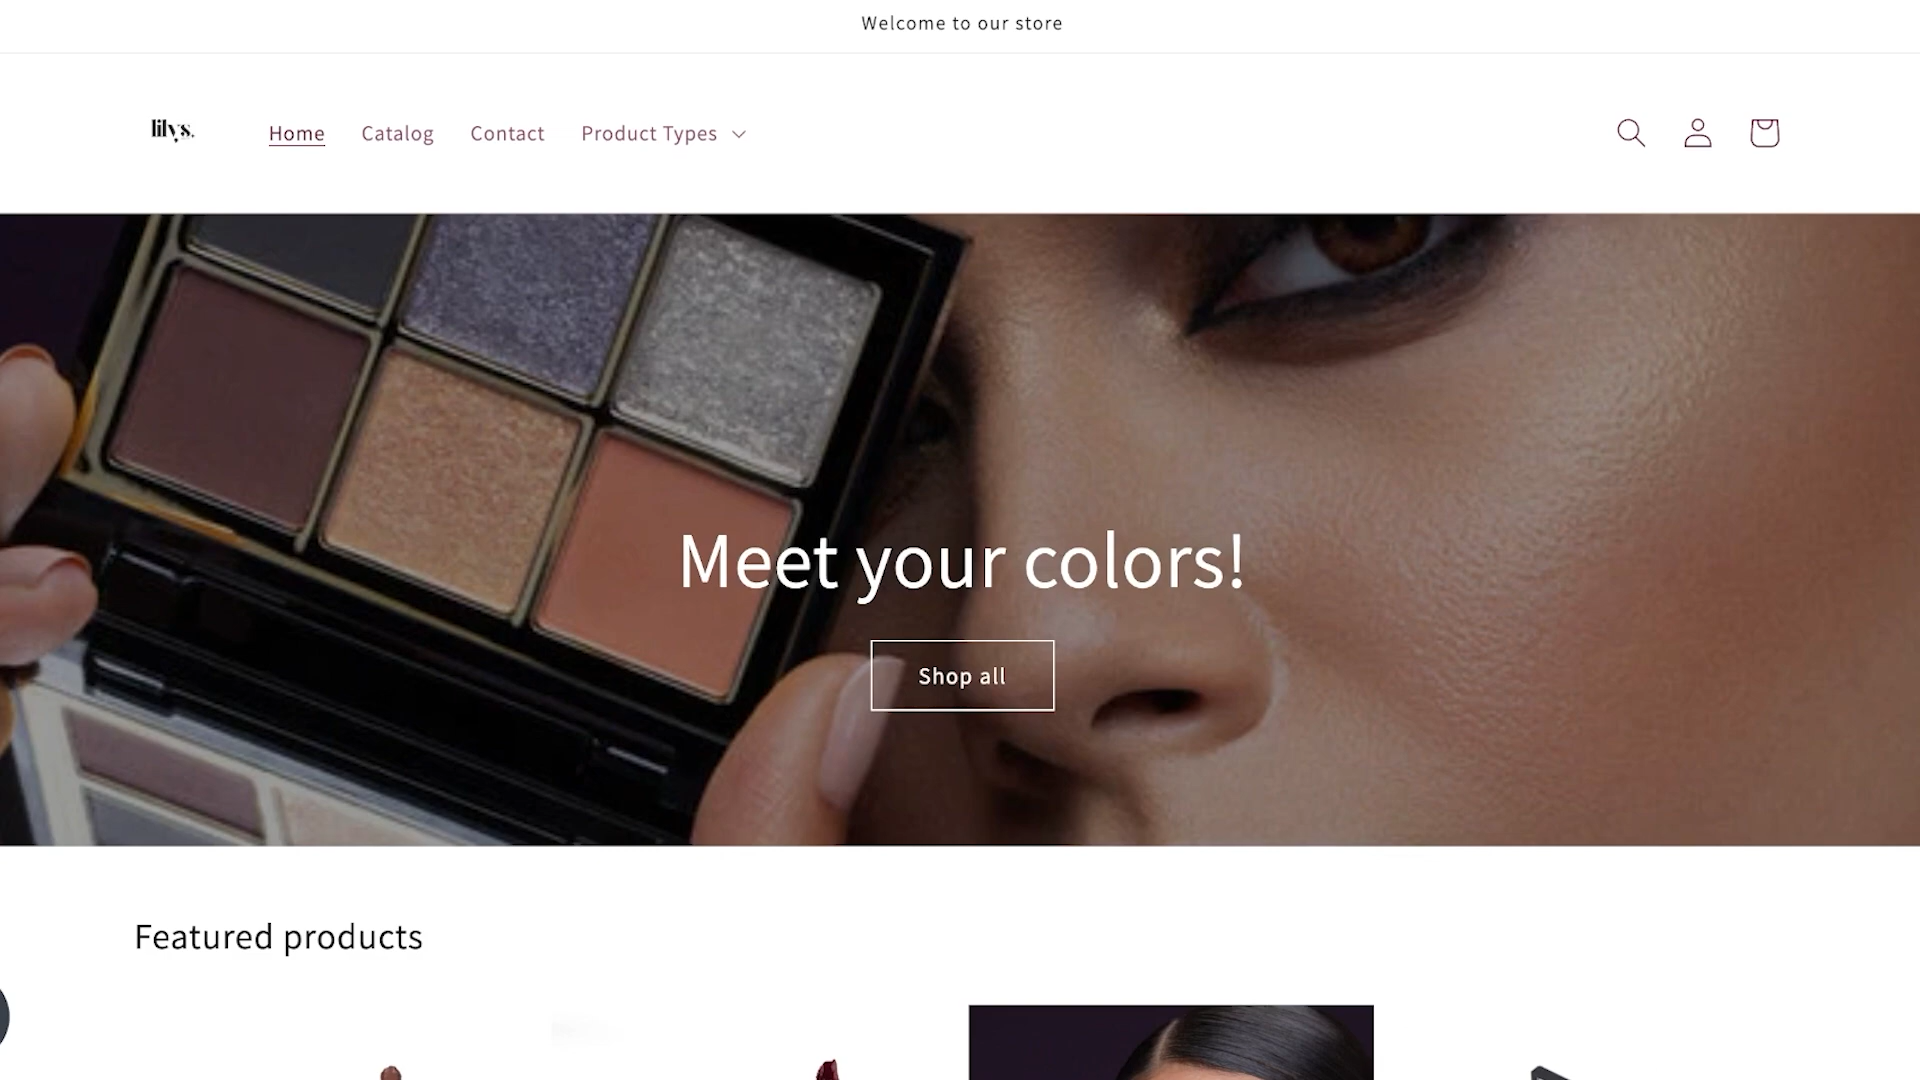 Welcome to our store
lilys.
Home
Catalog
Contact
Product Types
Meet your colors!
Shop all
Featured products